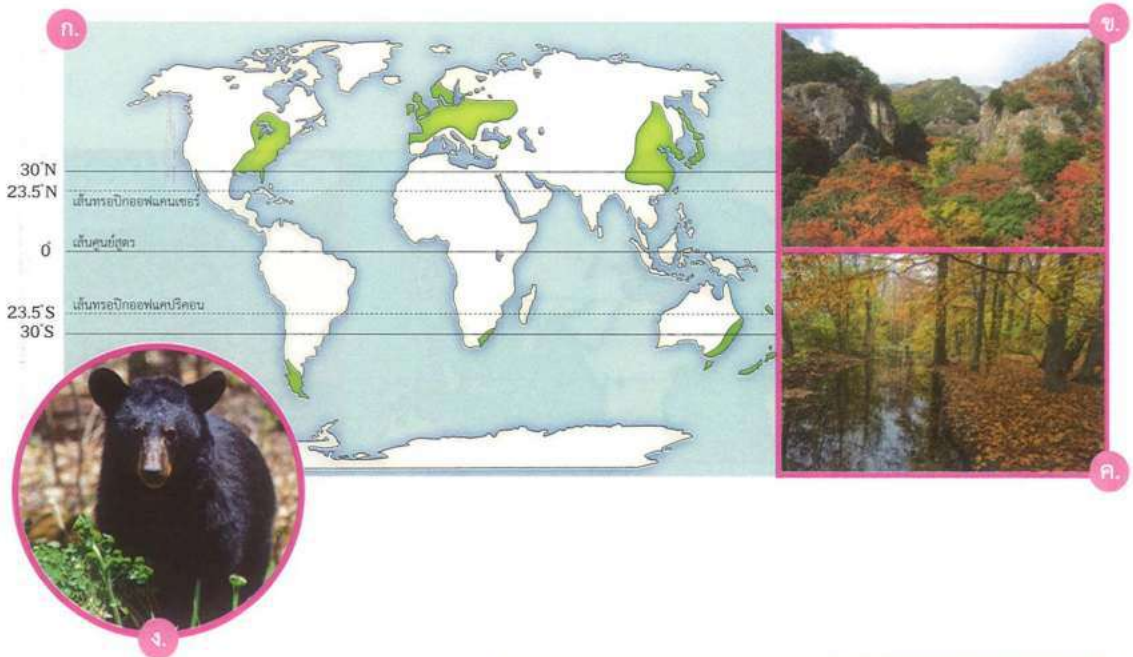 ก.
ข.
30°N
23.5°N
เส้นทรอปิกออฟแคนเซอร์
0°
เส้นศูนย์สูตร
เส้นทรอปิกออฟแคปริคอน
23.5°S
30°S
ค.
ง.